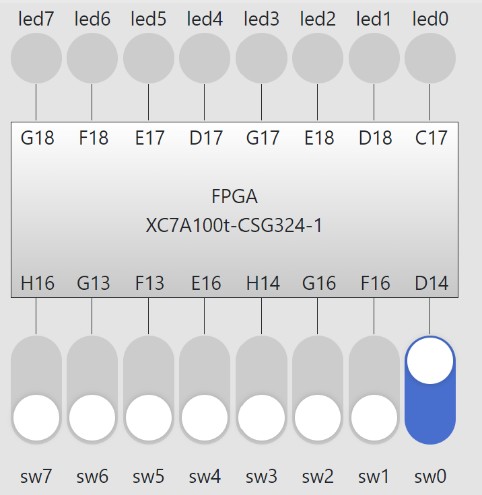 led7 led6 led5 led4 led3 led2 led1 led0
G18 F18 E17 D17 G17 E18 D18 C17
FPGA
XC7A100t-CSG324-1
H16 G13 F13 E16 H14 G16 F16 D14
sw7 sw6 sw5 sw4 sw3 sw2 sw1 sw0